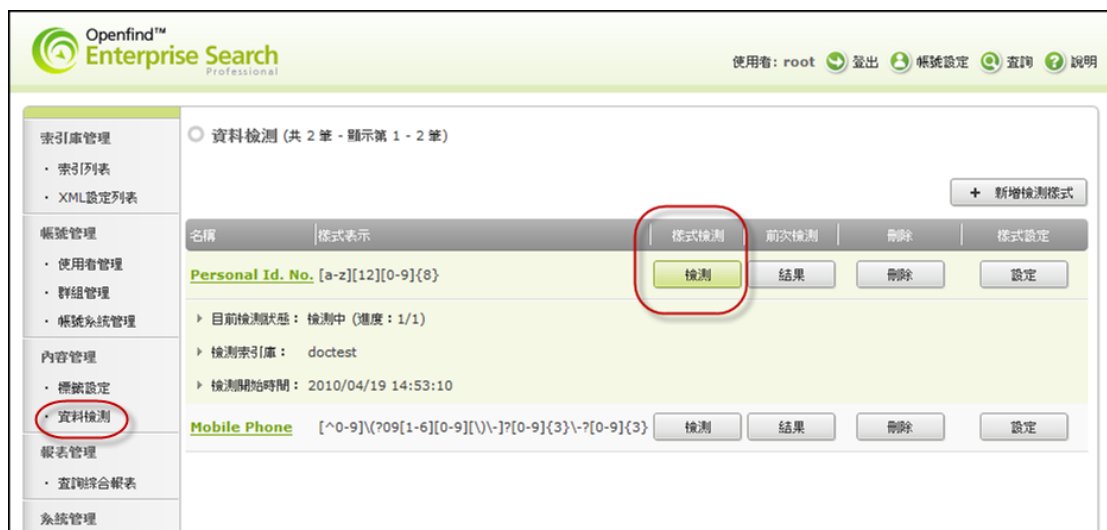 Openfind™
Enterprise Search
Professional
使用者: root 登出 帳號設定 查詢 說明
索引庫管理
· 索引列表
· XML設定列表
帳號管理
· 使用者管理
· 群組管理
· 帳號系統管理
內容管理
· 標籤設定
· 資料檢測
報表管理
· 查詢綜合報表
系統管理
資料檢測 (共 2 筆 - 顯示第 1 - 2 筆)
+ 新增檢測樣式
名稱 樣式表示 樣式檢測 前次檢測 刪除 樣式設定
Personal Id. No. [a-z][12][0-9]{8} 檢測 結果 刪除 設定
目前檢測狀態: 檢測中 (進度: 1/1)
檢測索引庫: doctest
檢測開始時間: 2010/04/19 14:53:10
Mobile Phone [^0-9]\(?09[1-6][0-9][\)\-]?[0-9]{3}\-?[0-9]{3} 檢測 結果 刪除 設定